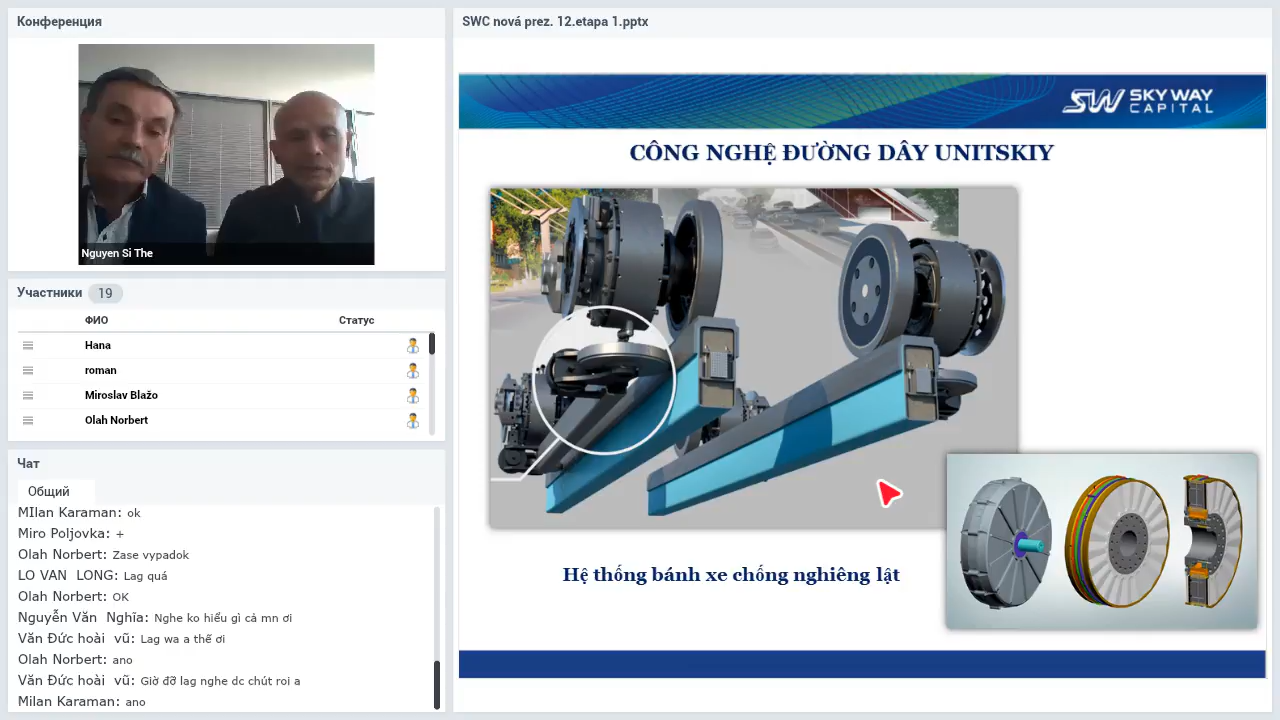 Конференция
Nguyen Si The
Участники 19
ФИО Статус
Hana
roman
Miroslav Blažo
Olah Norbert
Чат
Общий
MIlan Karaman: ok
Miro Poljovka: +
Olah Norbert: Zase vypadok
LO VAN LONG: Lag quá
Olah Norbert: OK
Nguyễn Văn Nghĩa: Nghe ko hiểu gì cả mn ơi
Văn Đức hoài vũ: Lag wa a thế ơi
Olah Norbert: ano
Văn Đức hoài vũ: Giờ đỡ lag nghe dc chút roi a
Milan Karaman: ano
SWC nová prez. 12.etapa 1.pptx
SW SKY WAY CAPITAL
CÔNG NGHỆ ĐƯỜNG DÂY UNITSKIY
Hệ thống bánh xe chống nghiêng lật